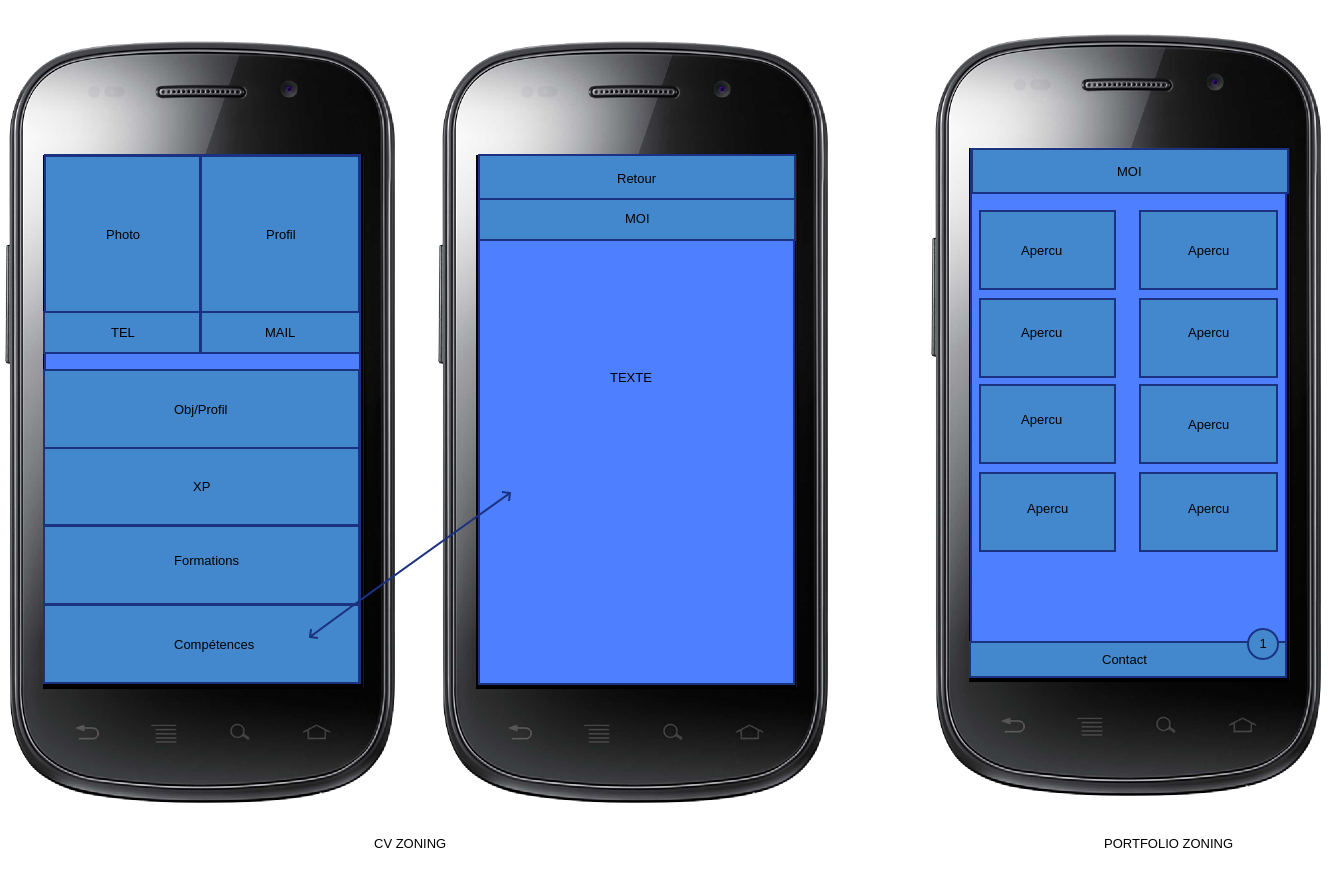 Photo
Profil
TEL
MAIL
Obj/Profil
XP
Formations
Compétences
Retour
MOI
TEXTE
CV ZONING
MOI
Apercu
Apercu
Apercu
Apercu
Apercu
Apercu
Apercu
Apercu
1
Contact
PORTFOLIO ZONING